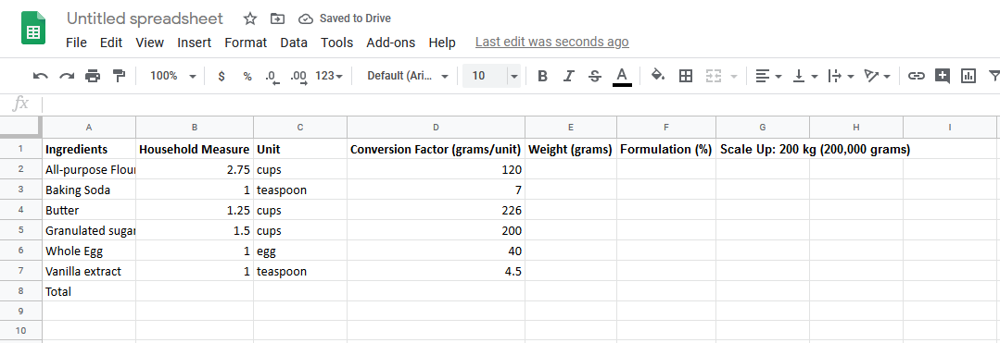 Untitled spreadsheet Saved to Drive
File Edit View Insert Format Data Tools Add-ons Help Last edit was seconds ago
100% $ % .0 .00 123 Default (Ari... 10 B I S A
fx
A B C D E F G H I
1 Ingredients Household Measure Unit Conversion Factor (grams/unit) Weight (grams) Formulation (%) Scale Up: 200 kg (200,000 grams)
2 All-purpose Flour 2.75 cups 120
3 Baking Soda 1 teaspoon 7
4 Butter 1.25 cups 226
5 Granulated sugar 1.5 cups 200
6 Whole Egg 1 egg 40
7 Vanilla extract 1 teaspoon 4.5
8 Total
9
10